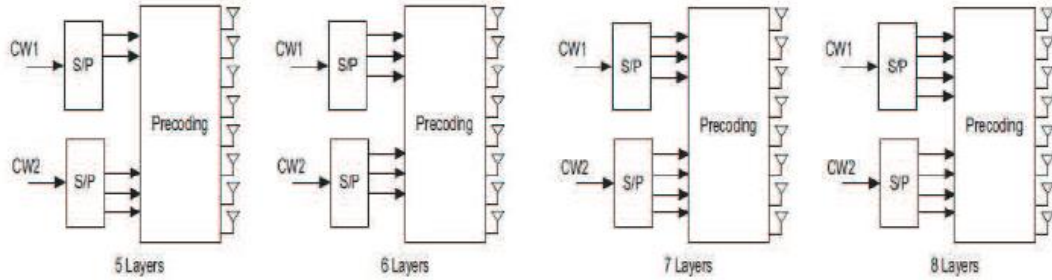 CW1
S/P
Precoding
CW2
S/P
5 Layers
CW1
S/P
Precoding
CW2
S/P
6 Layers
CW1
S/P
Precoding
CW2
S/P
7 Layers
CW1
S/P
Precoding
CW2
S/P
8 Layers